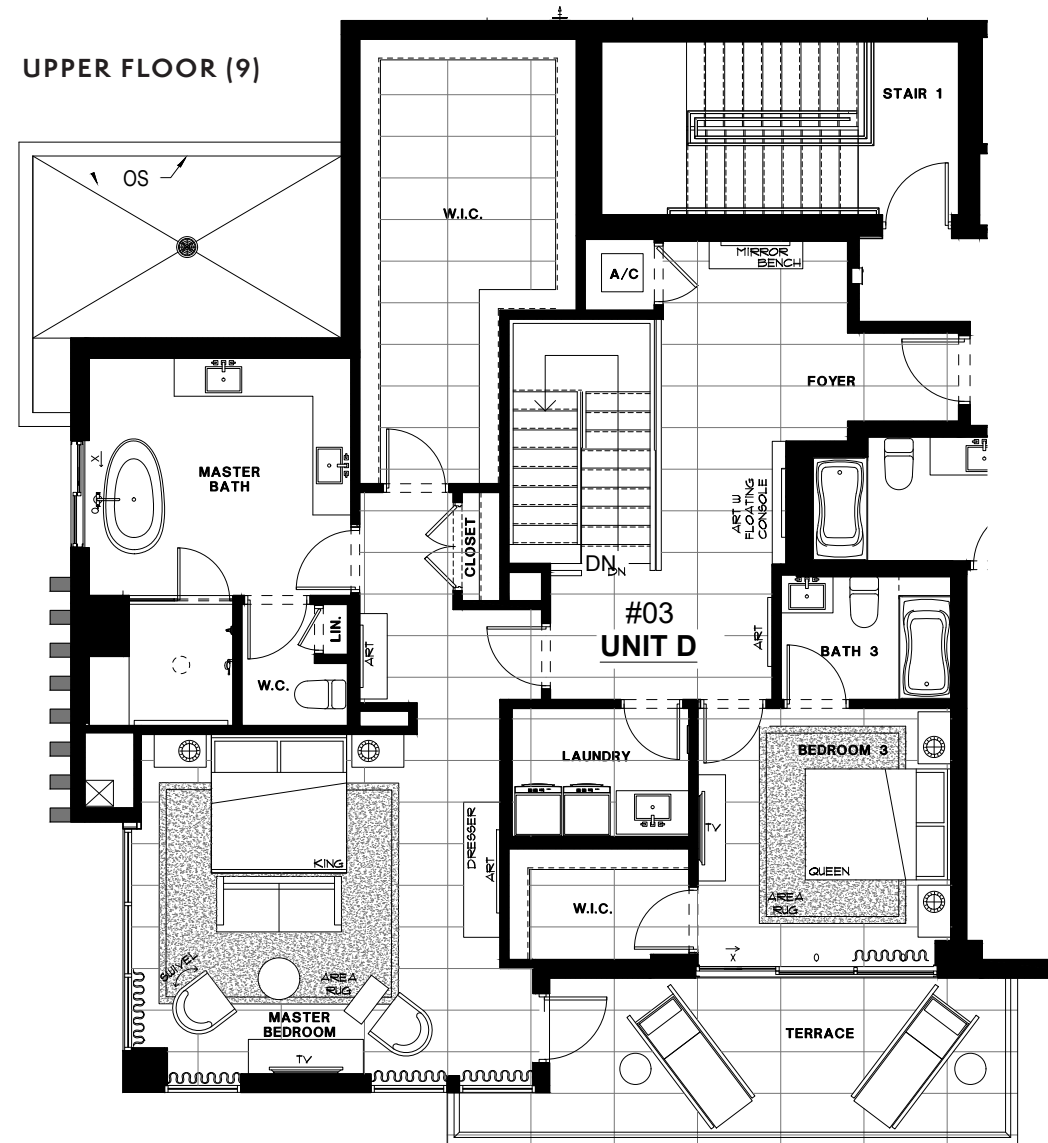 UPPER FLOOR (9)
STAIR 1
OS
W.I.C.
MIRROR
BENCH
A/C
FOYER
X
MASTER
BATH
O
CLOSET
ART W
FLOATING
CONSOLE
DN
DN
#03
UNIT D
LIN.
ART
ART
BATH 3
W.C.
LAUNDRY
BEDROOM 3
TV
DRESSER
ART
KING
QUEEN
AREA
RUG
W.I.C.
X
O
SWIVEL
AREA
RUG
MASTER
BEDROOM
TV
TERRACE